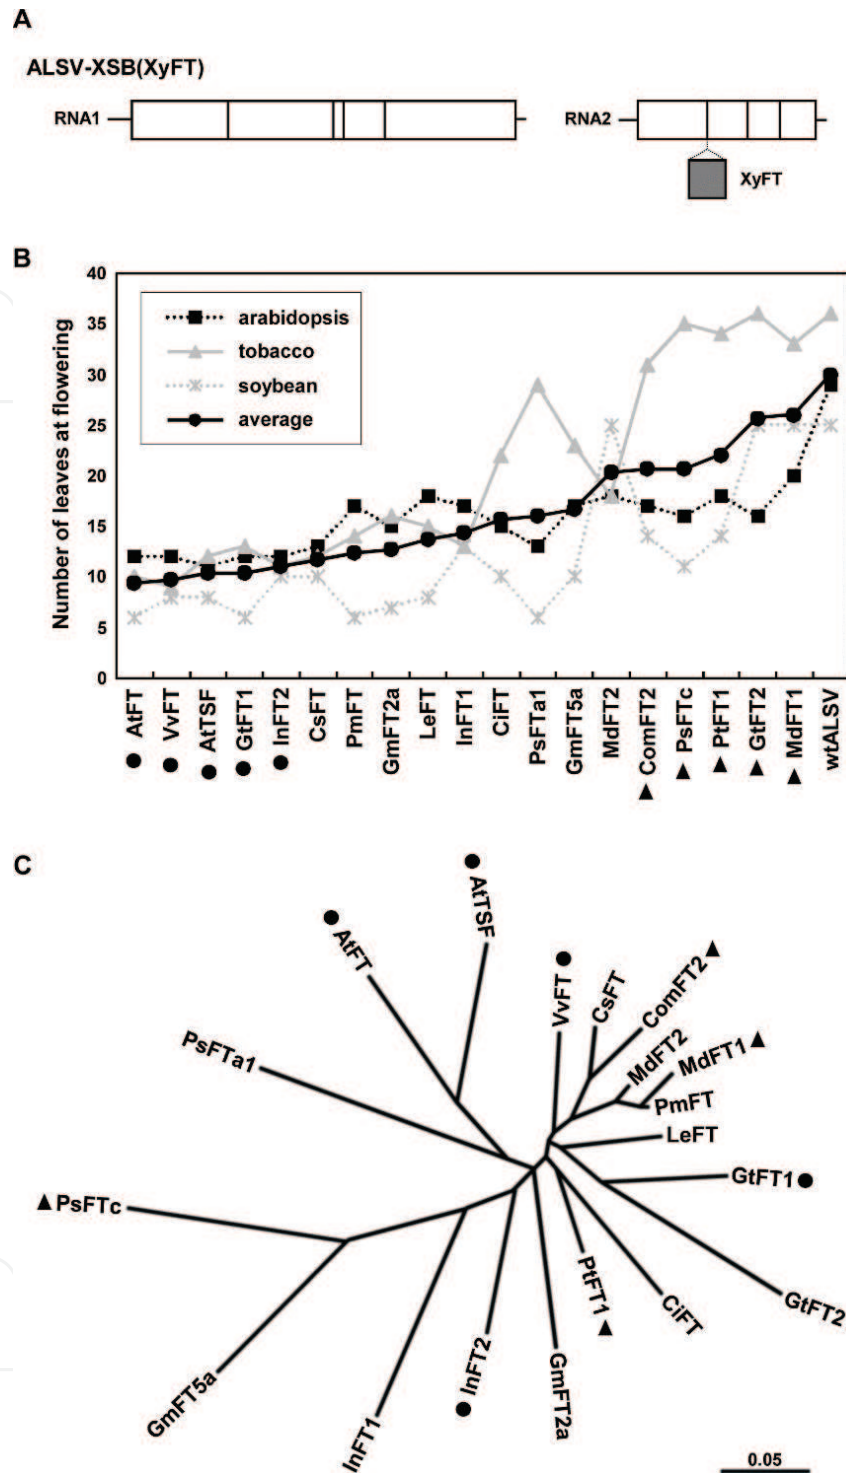 A
ALSV-XSB(XyFT)
RNA1
RNA2
XyFT
B
Number of leaves at flowering
40
35
30
25
20
15
10
5
0
arabidopsis
tobacco
soybean
average
AtFT
VvFT
AtTSF
GtFT1
InFT2
CsFT
PmFT
GmFT2a
LeFT
InFT1
CiFT
PsFTa1
GmFT5a
MdFT2
ComFT2
PsFTc
PtFT1
GtFT2
MdFT1
wtALSV
C
AtTSF
AtFT
VvFT
CsFT
ComFT2
MdFT2
MdFT1
PsFTa1
PmFT
LeFT
GtFT1
PsFTc
PtFT1
CiFT
GtFT2
GmFT5a
InFT1
InFT2
GmFT2a
0.05